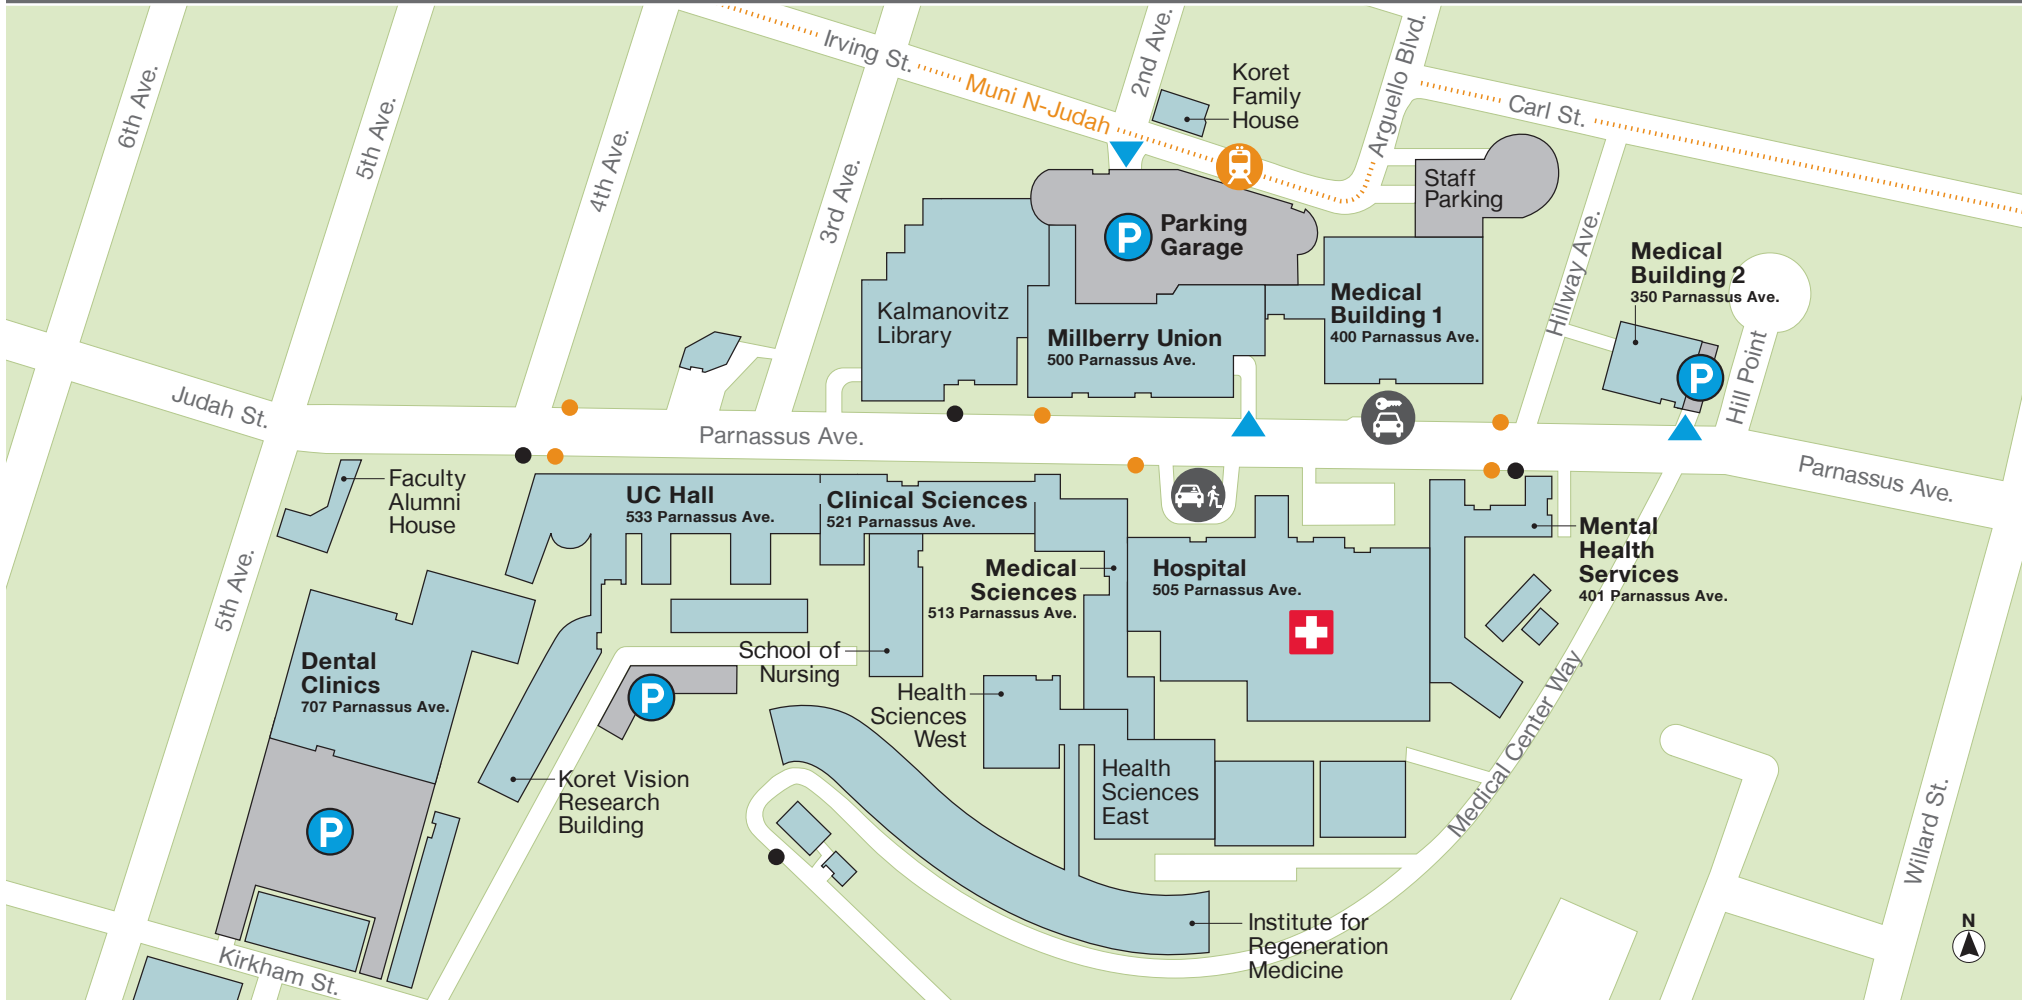 6th Ave.
5th Ave.
4th Ave.
3rd Ave.
Irving St.
Muni N-Judah
2nd Ave.
Koret
Family
House
Arguello Blvd.
Carl St.
Staff
Parking
P
Parking
Garage
Hillway Ave.
Medical
Building 2
350 Parnassus Ave.
P
Hill Point
Kalmanovitz
Library
Millberry Union
500 Parnassus Ave.
Medical
Building 1
400 Parnassus Ave.
Judah St.
Parnassus Ave.
Parnassus Ave.
Faculty
Alumni
House
UC Hall
533 Parnassus Ave.
Clinical Sciences
521 Parnassus Ave.
Medical
Sciences
513 Parnassus Ave.
Hospital
505 Parnassus Ave.
Mental
Health
Services
401 Parnassus Ave.
5th Ave.
Dental
Clinics
707 Parnassus Ave.
P
School of
Nursing
P
Health
Sciences
West
Koret Vision
Research
Building
Health
Sciences
East
Medical Center Way
Willard St.
Institute for
Regeneration
Medicine
Kirkham St.
N